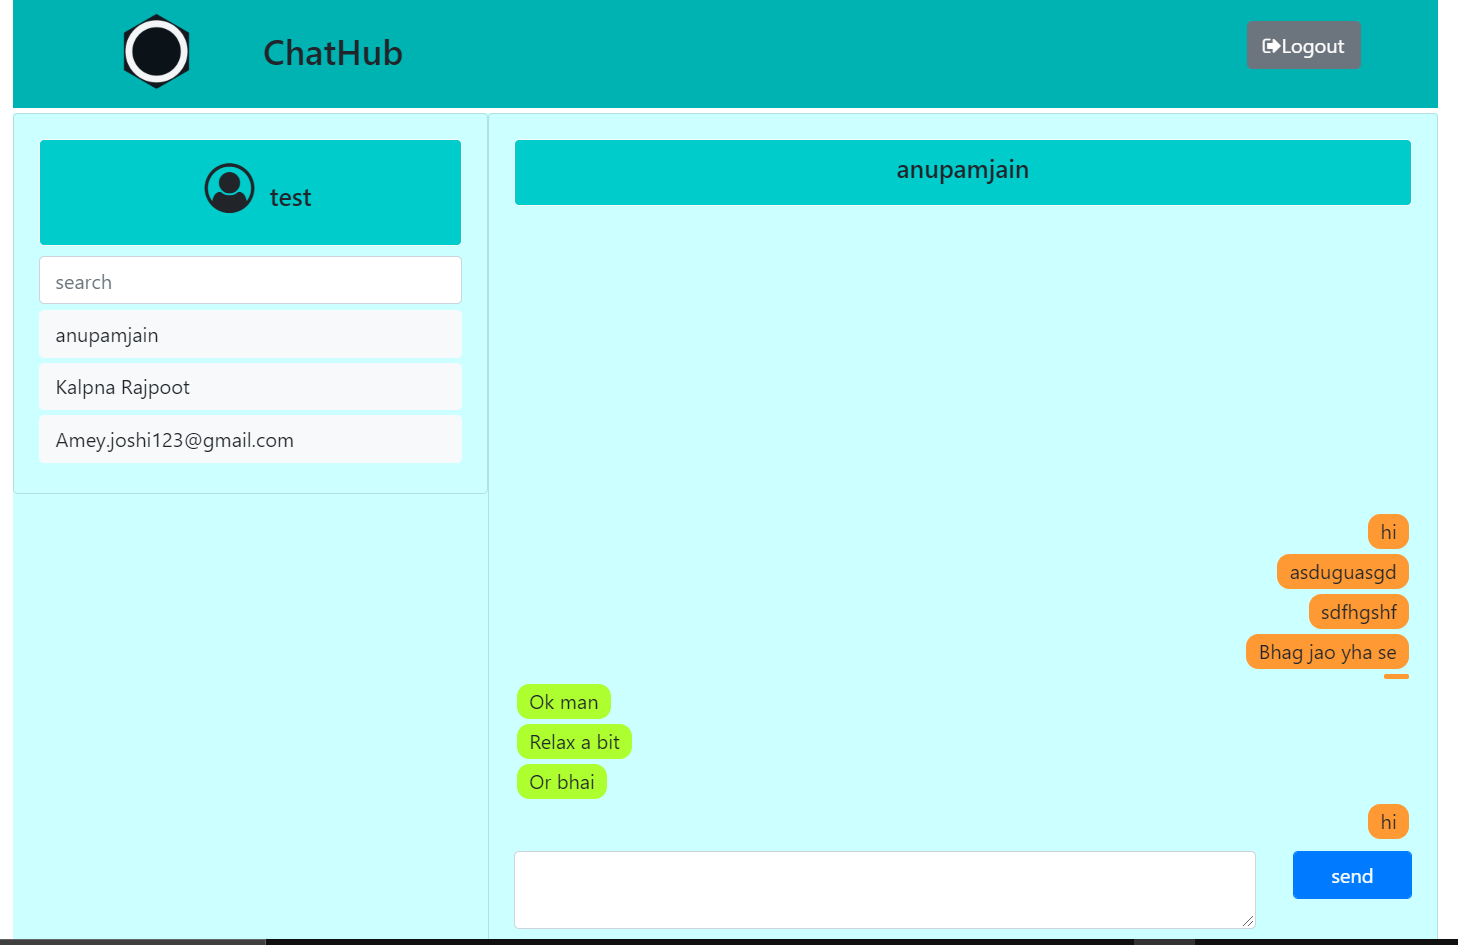 ChatHub
Logout
test
search
anupamjain
Kalpna Rajpoot
Amey.joshi123@gmail.com
anupamjain
hi
asduguasgd
sdfhgshf
Bhag jao yha se
Ok man
Relax a bit
Or bhai
hi
send